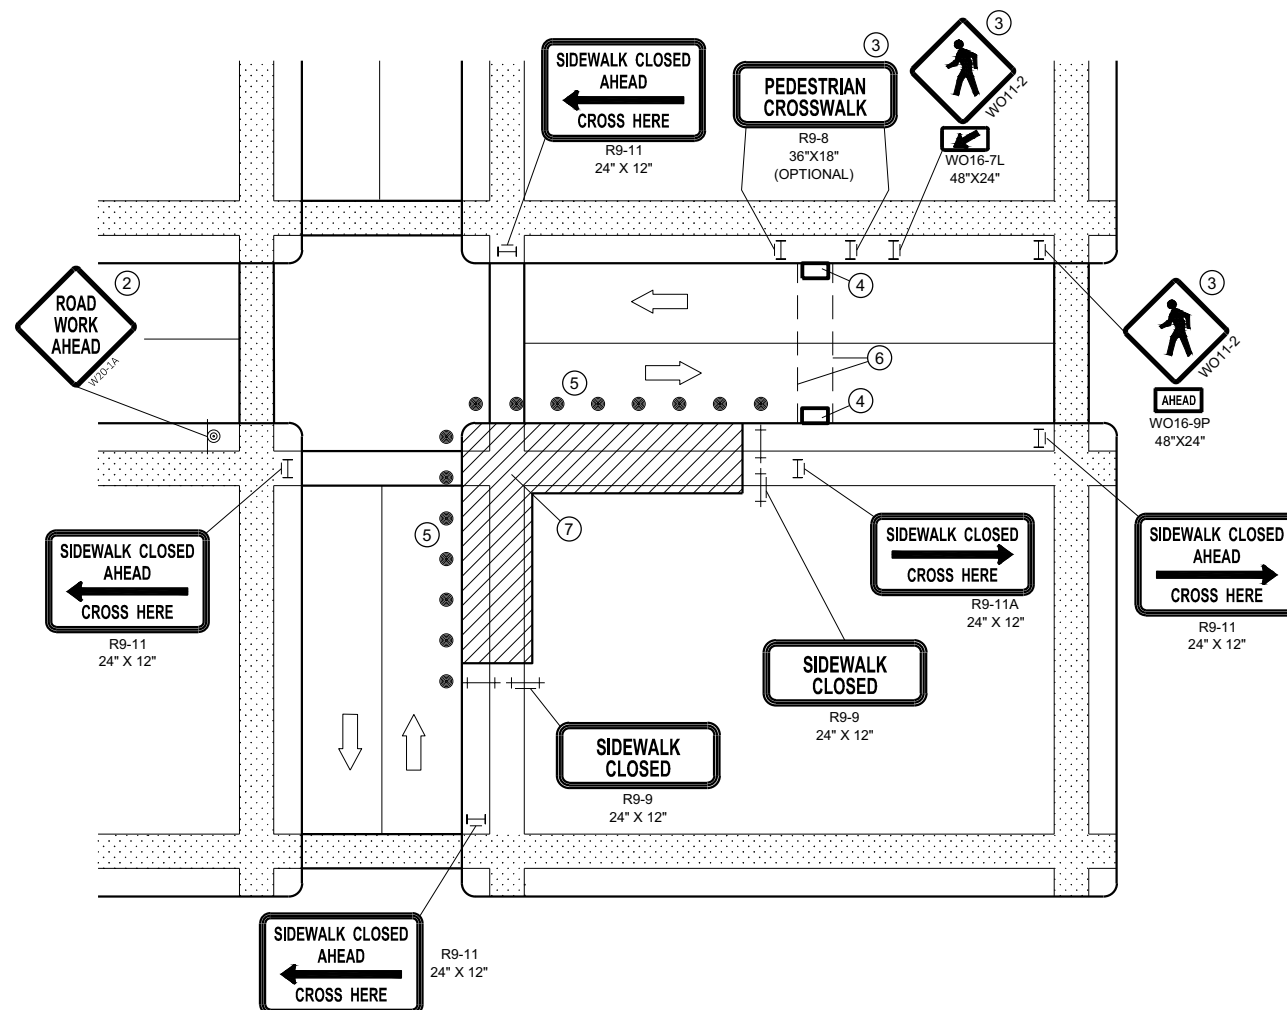 SIDEWALK CLOSED
AHEAD
CROSS HERE
R9-11
24" X 12"
3
PEDESTRIAN
CROSSWALK
R9-8
36"X18"
(OPTIONAL)
3
WO11-2
WO16-7L
48"X24"
2
ROAD
WORK
AHEAD
W20-1A
4
3
WO11-2
AHEAD
WO16-9P
48"X24"
6
5
4
5
7
SIDEWALK CLOSED
AHEAD
CROSS HERE
R9-11
24" X 12"
SIDEWALK CLOSED
CROSS HERE
R9-11A
24" X 12"
SIDEWALK CLOSED
AHEAD
CROSS HERE
R9-11
24" X 12"
SIDEWALK
CLOSED
R9-9
24" X 12"
SIDEWALK
CLOSED
R9-9
24" X 12"
SIDEWALK CLOSED
AHEAD
CROSS HERE
R9-11
24" X 12"